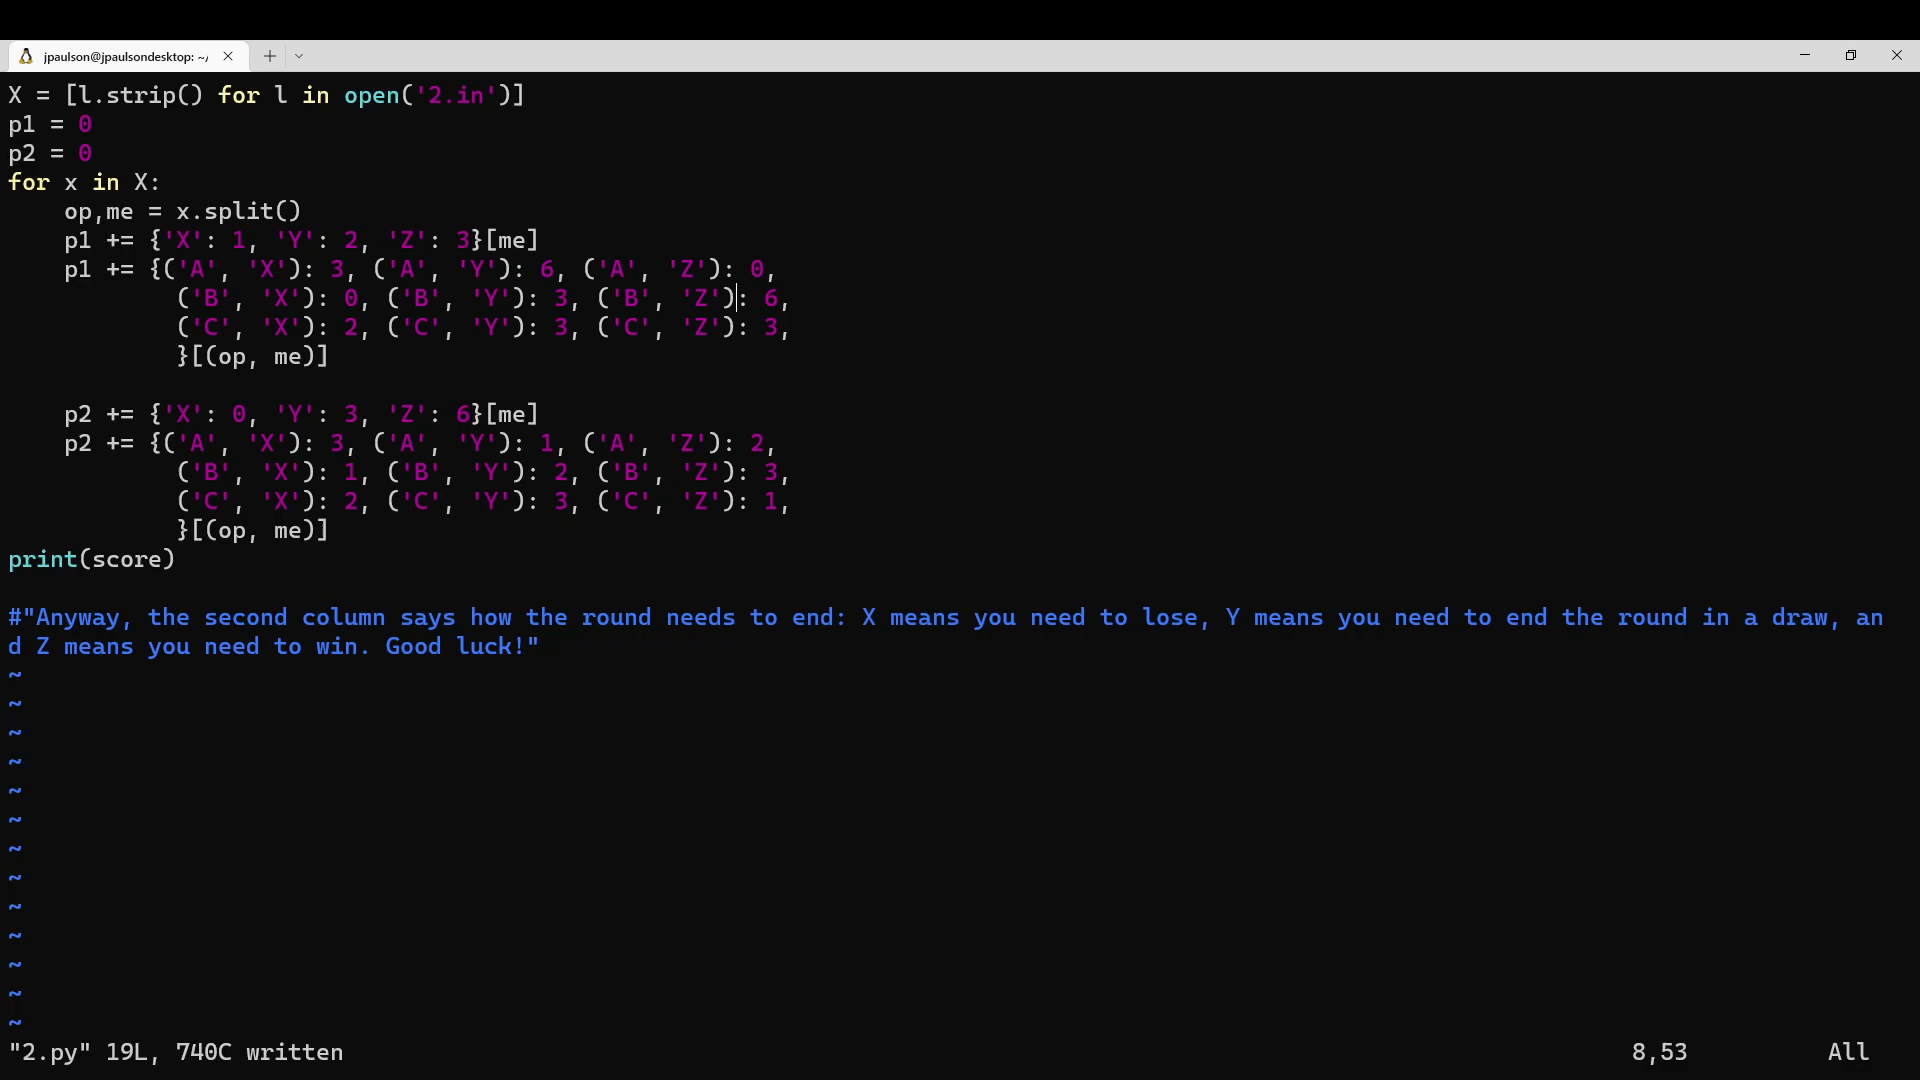 jpaulson@jpaulsondesktop: ~/
X = [l.strip() for l in open('2.in')]
p1 = 0
p2 = 0
for x in X:
    op,me = x.split()
    p1 += {'X': 1, 'Y': 2, 'Z': 3}[me]
    p1 += {('A', 'X'): 3, ('A', 'Y'): 6, ('A', 'Z'): 0,
            ('B', 'X'): 0, ('B', 'Y'): 3, ('B', 'Z'): 6,
            ('C', 'X'): 2, ('C', 'Y'): 3, ('C', 'Z'): 3,
            }[(op, me)]
    p2 += {'X': 0, 'Y': 3, 'Z': 6}[me]
    p2 += {('A', 'X'): 3, ('A', 'Y'): 1, ('A', 'Z'): 2,
            ('B', 'X'): 1, ('B', 'Y'): 2, ('B', 'Z'): 3,
            ('C', 'X'): 2, ('C', 'Y'): 3, ('C', 'Z'): 1,
            }[(op, me)]
print(score)
#"Anyway, the second column says how the round needs to end: X means you need to lose, Y means you need to end the round in a draw, an
d Z means you need to win. Good luck!"
~
~
~
~
~
~
~
~
~
~
~
~
~
"2.py" 19L, 740C written 8,53 All